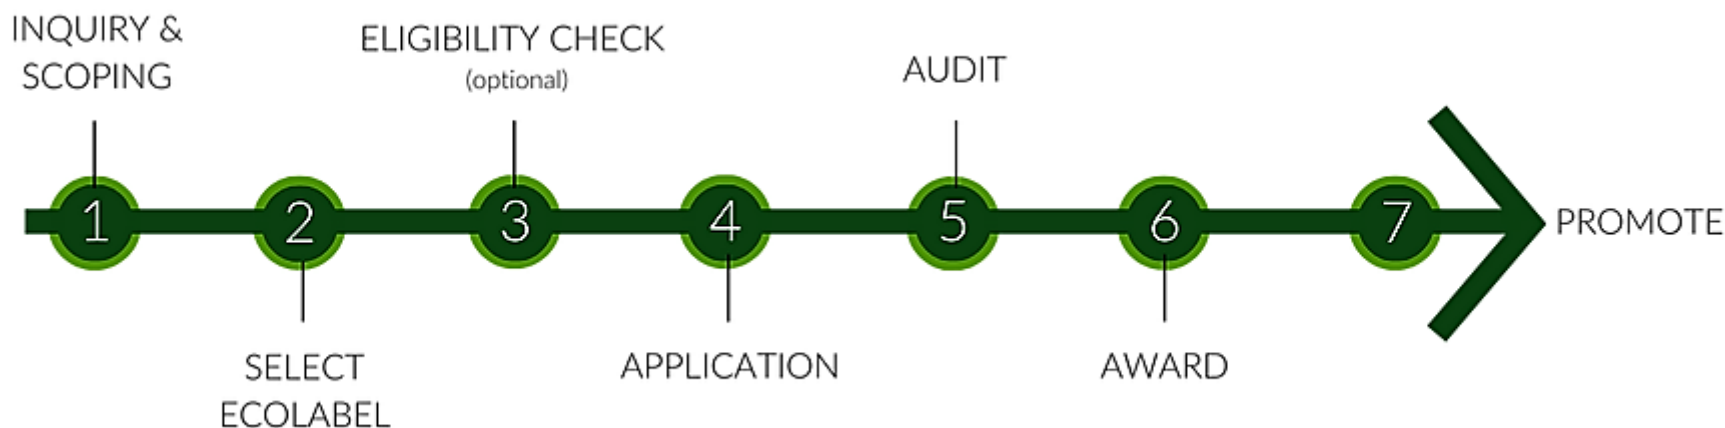 INQUIRY &
SCOPING
ELIGIBILITY CHECK
(optional)
AUDIT
1
2
3
4
5
6
7
PROMOTE
SELECT
ECOLABEL
APPLICATION
AWARD